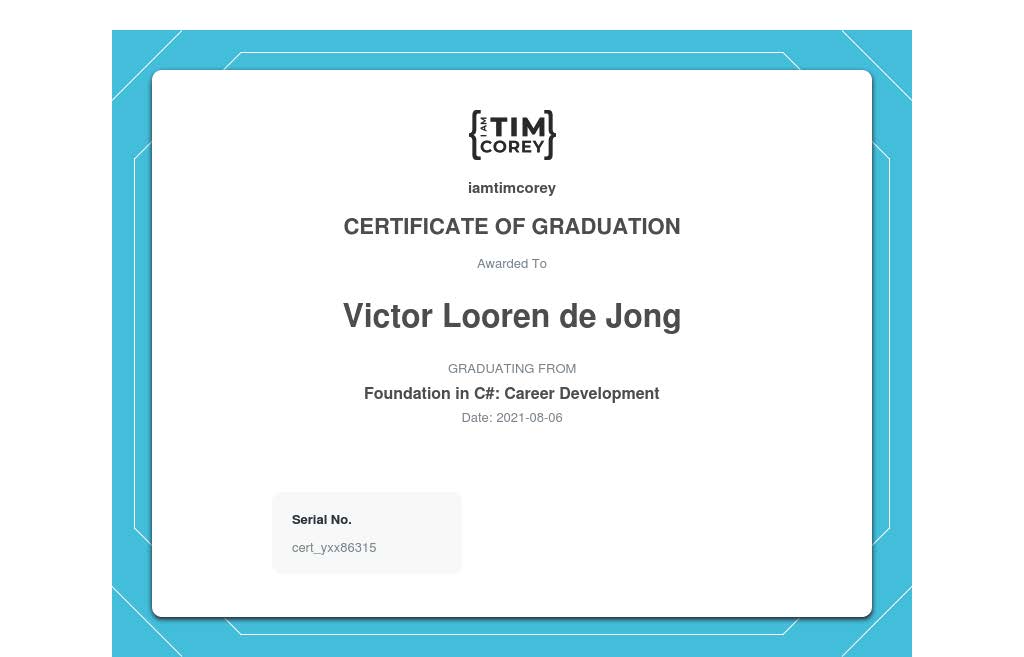 I AM TIM
COREY
iamtimcorey
CERTIFICATE OF GRADUATION
Awarded To
Victor Looren de Jong
GRADUATING FROM
Foundation in C#: Career Development
Date: 2021-08-06
Serial No.
cert_yxx86315